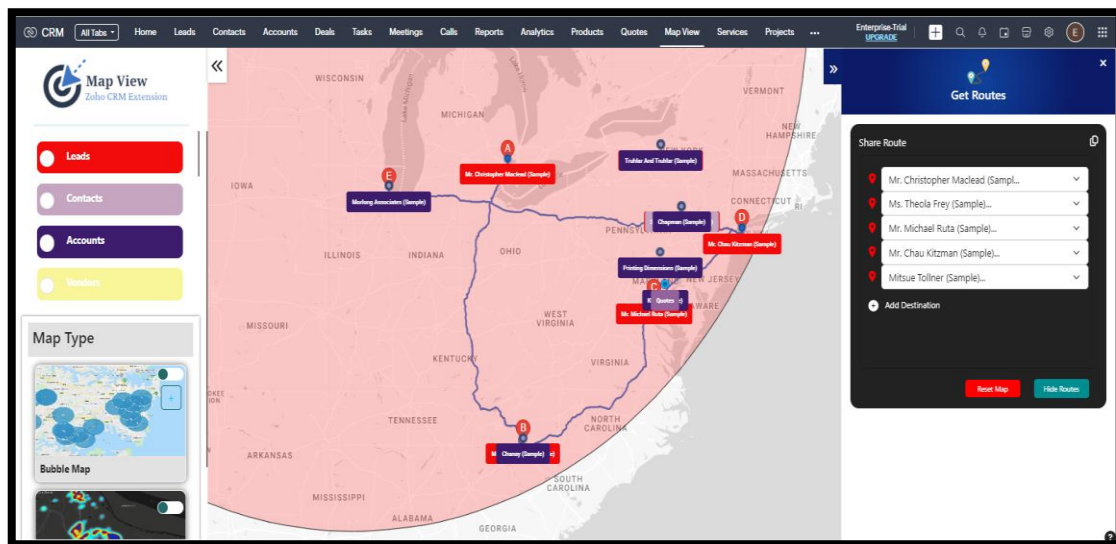 CRM All Tabs Home Leads Contacts Accounts Deals Tasks Meetings Calls Reports Analytics Products Quotes Map View Services Projects ... Enterprise-Trial E
UPGRADE
Map View
Zoho CRM Extension
Leads
Contacts
Accounts
Vendors
Map Type
Bubble Map
WISCONSIN
VERMONT
MICHIGAN
NEW
HAMPSHIRE
NEW YORK
A
Truhlar And Truhlar (Sample)
Mr. Christopher Maclead (Sample)
MASSACHUSETTS
E
IOWA
Morlong Associates (Sample)
CONNECTICUT
RI
D
Chapman (Sample)
PENNSYLVANIA
Mr. Chau Kitzman (Sample)
OHIO
ILLINOIS
INDIANA
Printing Dimensions (Sample)
NEW JERSEY
C
Quotes
Mr. Michael Ruta (Sample)
WEST
VIRGINIA
MISSOURI
KENTUCKY
VIRGINIA
TENNESSEE
NORTH
CAROLINA
B
Chanay (Sample)
ARKANSAS
SOUTH
CAROLINA
MISSISSIPPI
ALABAMA
GEORGIA
Get Routes
x
Share Route
Mr. Christopher Maclead (Sampl...
Ms. Theola Frey (Sample)...
Mr. Michael Ruta (Sample)...
Mr. Chau Kitzman (Sample)...
Mitsue Tollner (Sample)...
Add Destination
Reset Map
Hide Routes